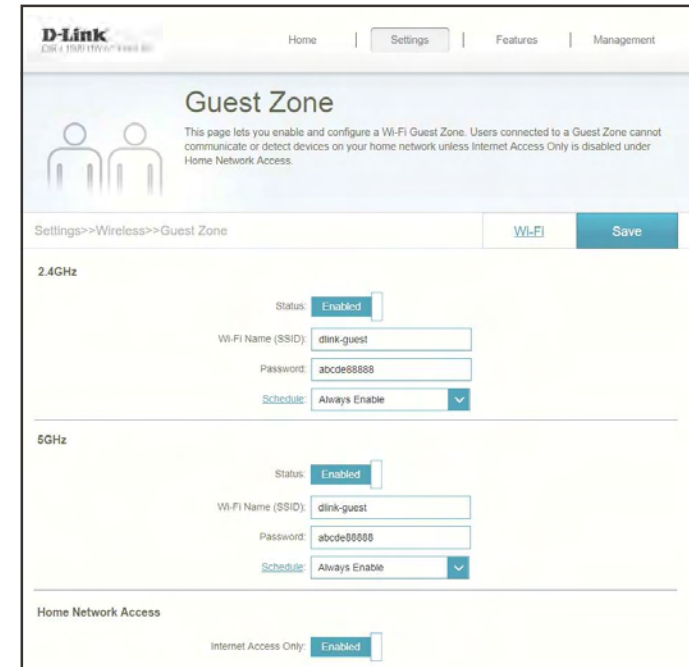 D-Link
Home | Settings | Features | Management
Guest Zone
This page lets you enable and configure a Wi-Fi Guest Zone. Users connected to a Guest Zone cannot
communicate or detect devices on your home network unless Internet Access Only is disabled under
Home Network Access.
Settings>>Wireless>>Guest Zone
Wi-Fi
Save
2.4GHz
Status: Enabled
Wi-Fi Name (SSID): dlink-guest
Password: abcde88888
Schedule: Always Enable
5GHz
Status: Enabled
Wi-Fi Name (SSID): dlink-guest
Password: abcde88888
Schedule: Always Enable
Home Network Access
Internet Access Only: Enabled